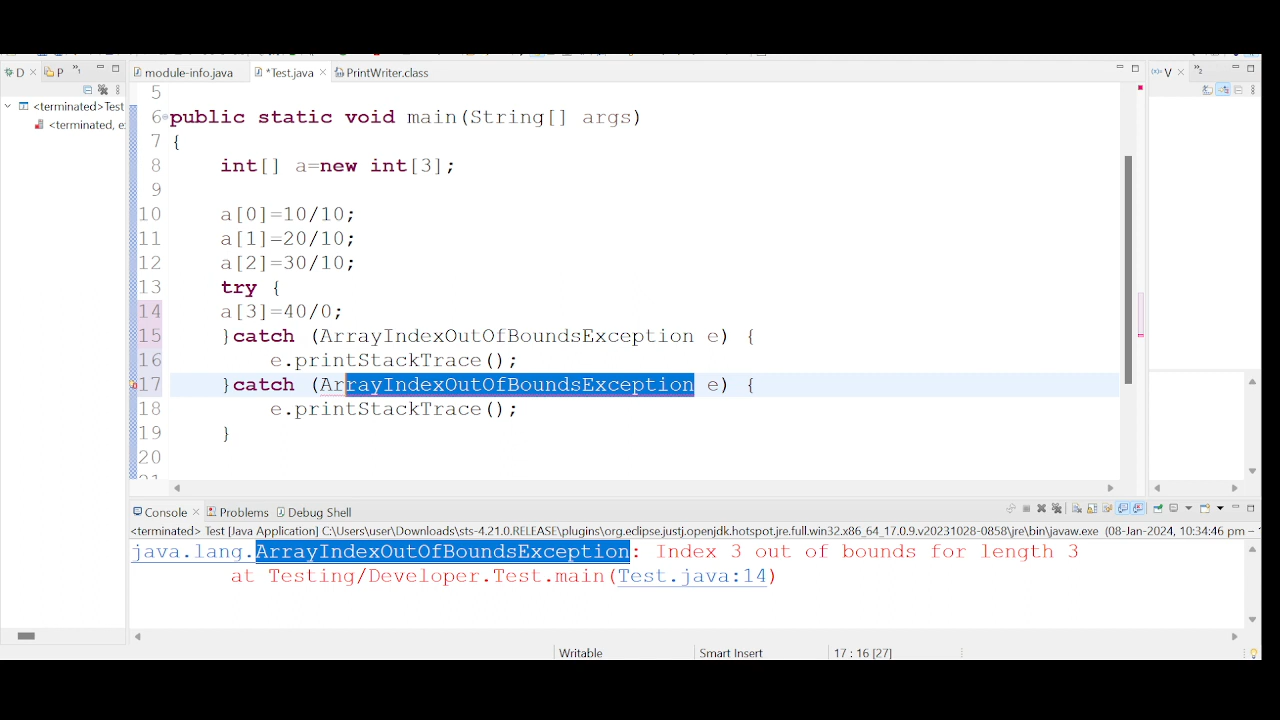 D
P
module-info.java
*Test.java
PrintWriter.class
V
<terminated>Test
<terminated, e
5
6 public static void main(String[] args)
7 {
8 int[] a=new int[3];
9
10 a[0]=10/10;
11 a[1]=20/10;
12 a[2]=30/10;
13 try {
14 a[3]=40/0;
15 }catch (ArrayIndexOutOfBoundsException e) {
16 e.printStackTrace();
17 }catch (ArrayIndexOutOfBoundsException e) {
18 e.printStackTrace();
19 }
20
Console
Problems
Debug Shell
<terminated> Test [Java Application] C:\Users\user\Downloads\sts-4.21.0.RELEASE\plugins\org.eclipse.justj.openjdk.hotspot.jre.full.win32.x86_64_17.0.9.v20231028-0858\jre\bin\javaw.exe (08-Jan-2024, 10:34:46 pm –
java.lang.ArrayIndexOutOfBoundsException: Index 3 out of bounds for length 3
at Testing/Developer.Test.main(Test.java:14)
Writable
Smart Insert
17 : 16 [27]